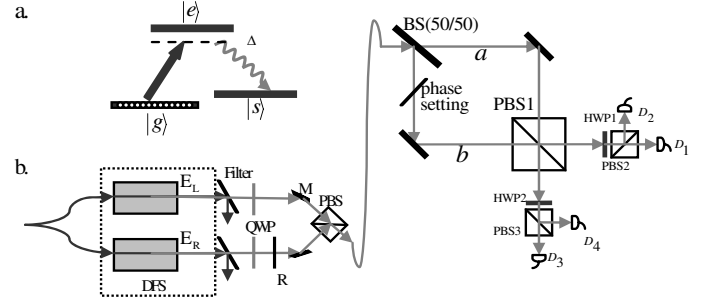 a.
|e⟩
Δ
|g⟩
|s⟩
b.
E_L
E_R
DFS
Filter
QWP
R
M
PBS
BS(50/50)
a
phase
setting
b
PBS1
HWP1
D_2
D_1
PBS2
HWP2
PBS3
D_4
D_3